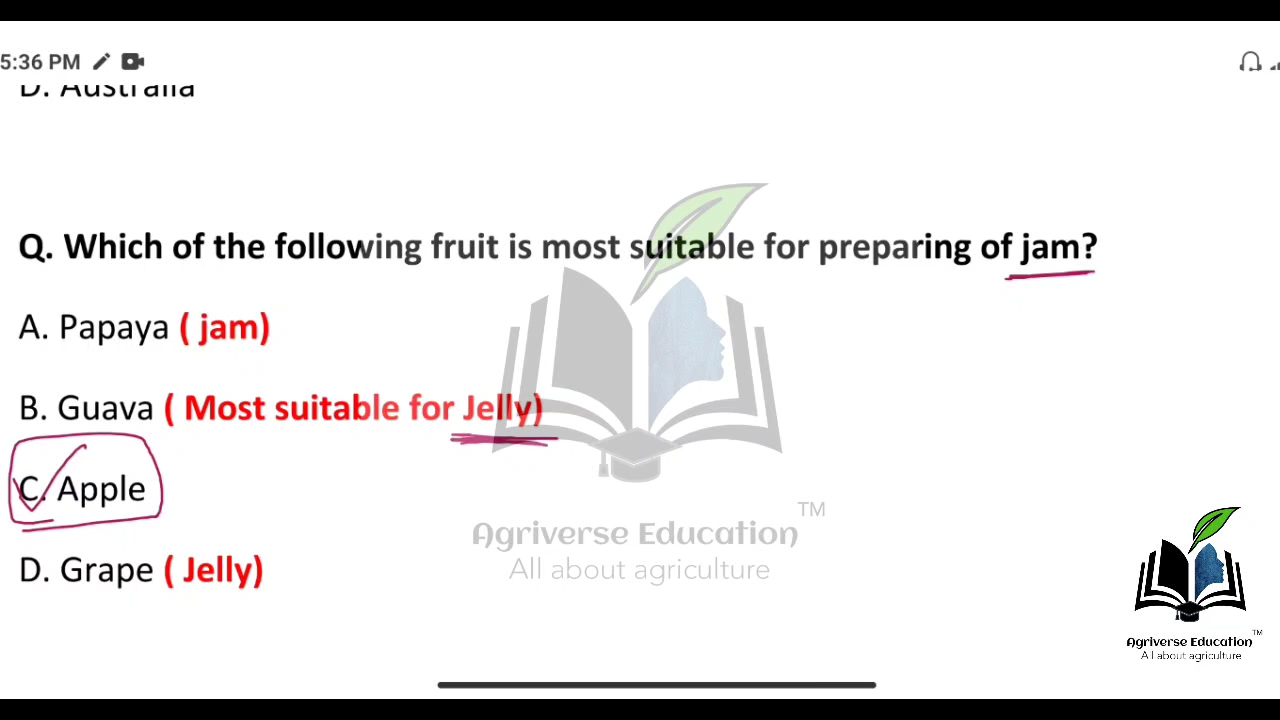 5:36 PM
D. Australia
Q. Which of the following fruit is most suitable for preparing of jam?
A. Papaya ( jam)
B. Guava ( Most suitable for Jelly)
C. Apple
D. Grape ( Jelly)
TM
Agriverse Education
All about agriculture
TM
Agriverse Education
All about agriculture